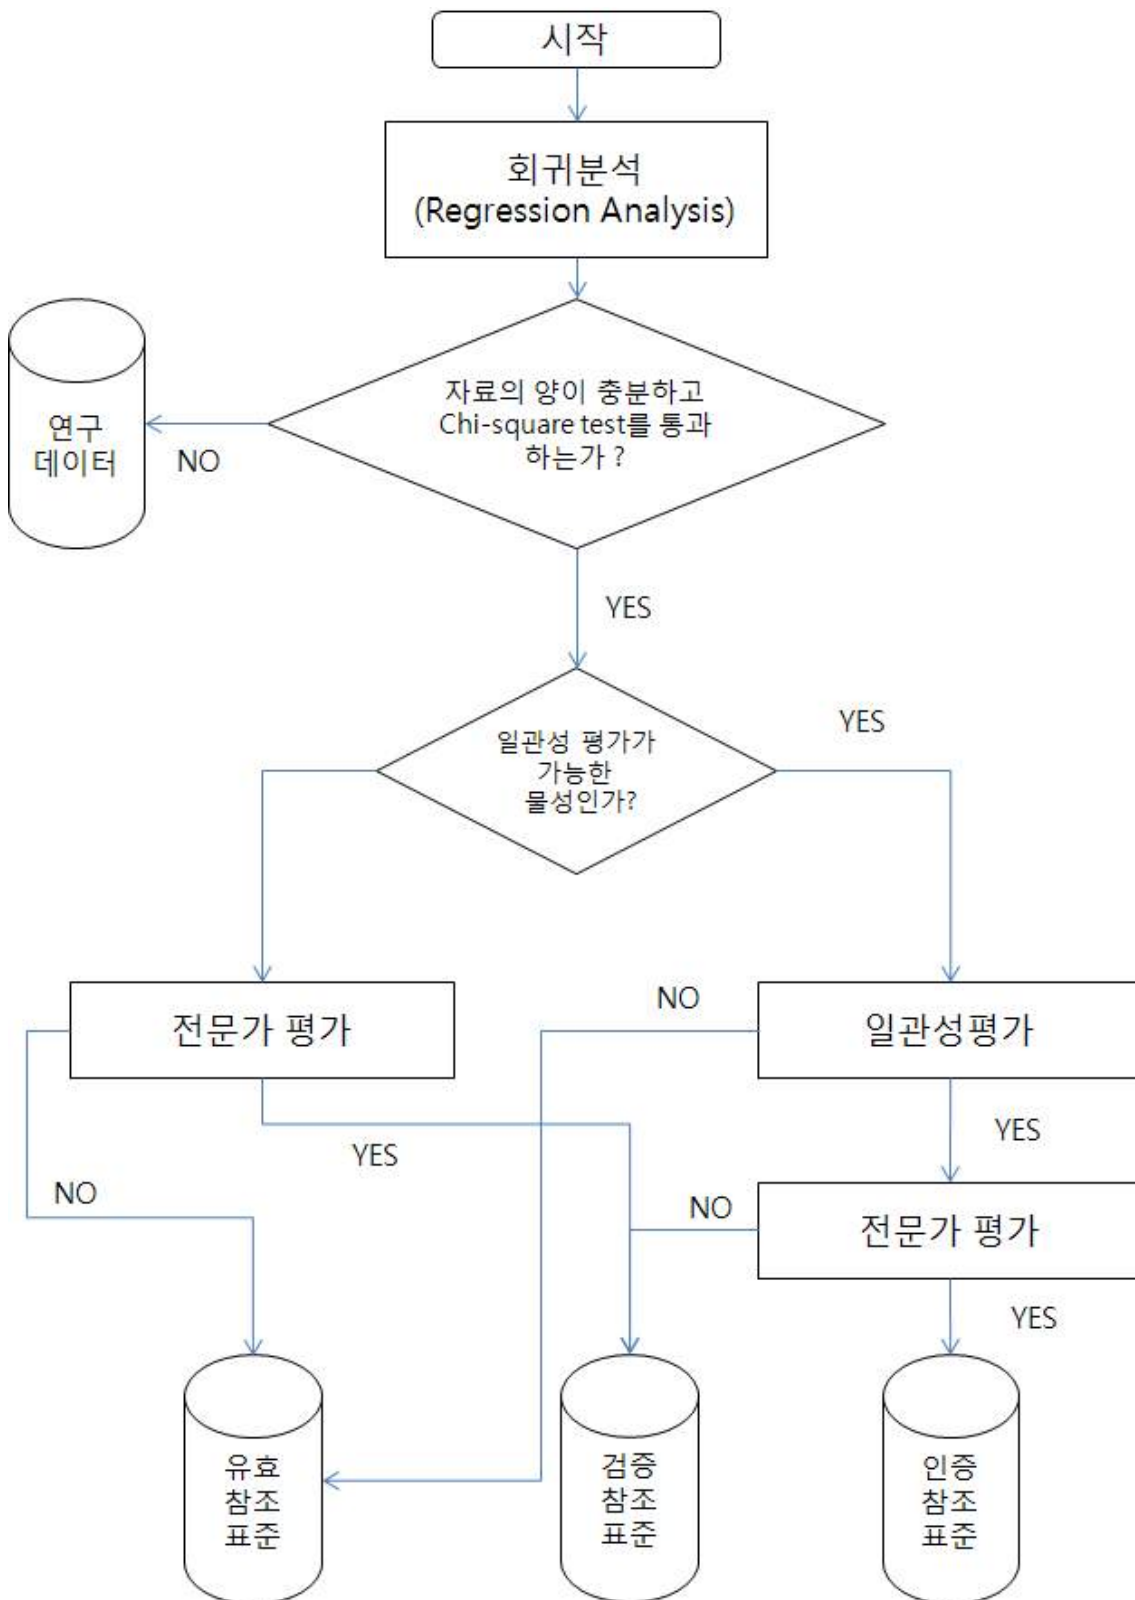 시작
회귀분석
(Regression Analysis)
자료의 양이 충분하고
Chi-square test를 통과
하는가 ?
연구
데이터
NO
YES
일관성 평가가
가능한
물성인가?
YES
전문가 평가
NO
일관성평가
YES
YES
NO
NO
전문가 평가
YES
유효
참조
표준
검증
참조
표준
인증
참조
표준